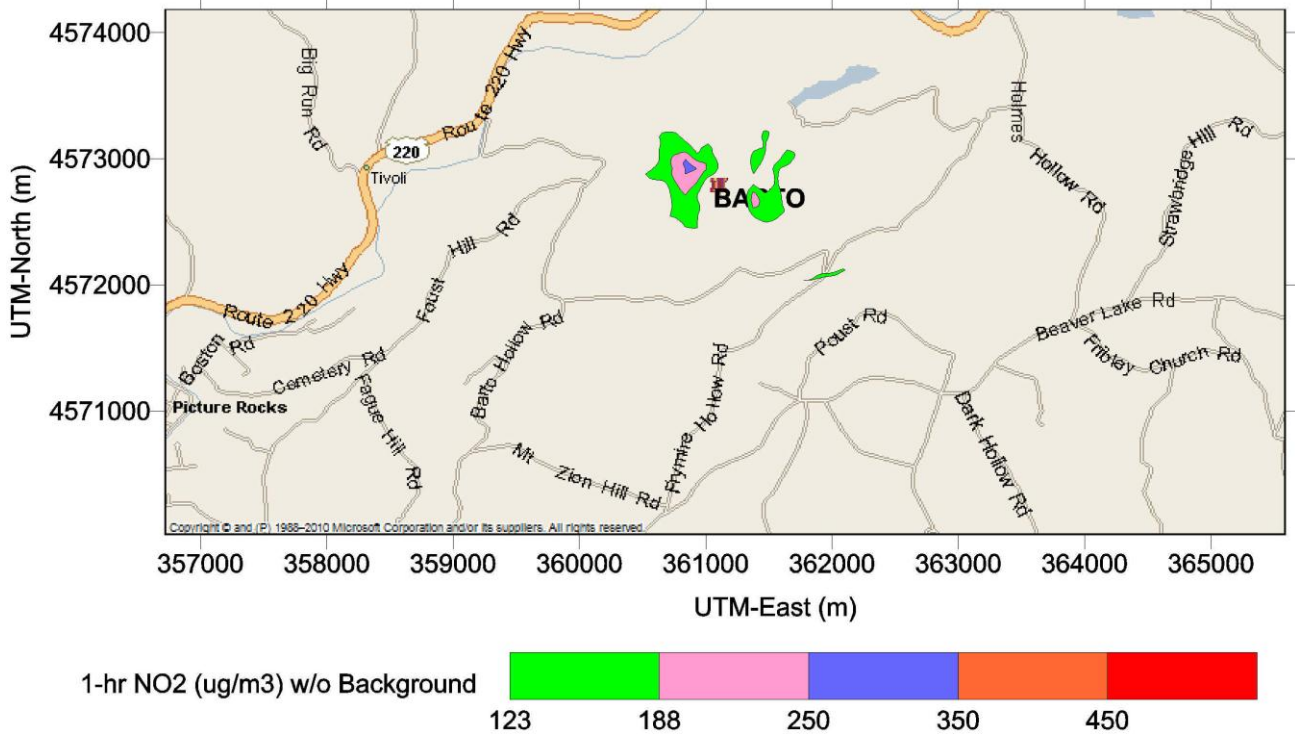 4574000
4573000
4572000
4571000
UTM-North (m)
Big Run Rd
Route 220 Hwy
220
Tivoli
Route 2 20 Hwy
Boston Rd
Cemetery Rd
Picture Rocks
Foust Hill Rd
Fague Hill Rd
Barto Hollow Rd
Mt Zion Hill Rd
Frymire Hollow Rd
Poust Rd
BARTO
Holmes Hollow Rd
Strawbridge Hill Rd
Beaver Lake Rd
Fribley Church Rd
Dark Hollow Rd
Copyright © and (P) 1988–2010 Microsoft Corporation and/or its suppliers. All rights reserved.
357000 358000 359000 360000 361000 362000 363000 364000 365000
UTM-East (m)
1-hr NO2 (ug/m3) w/o Background
123 188 250 350 450